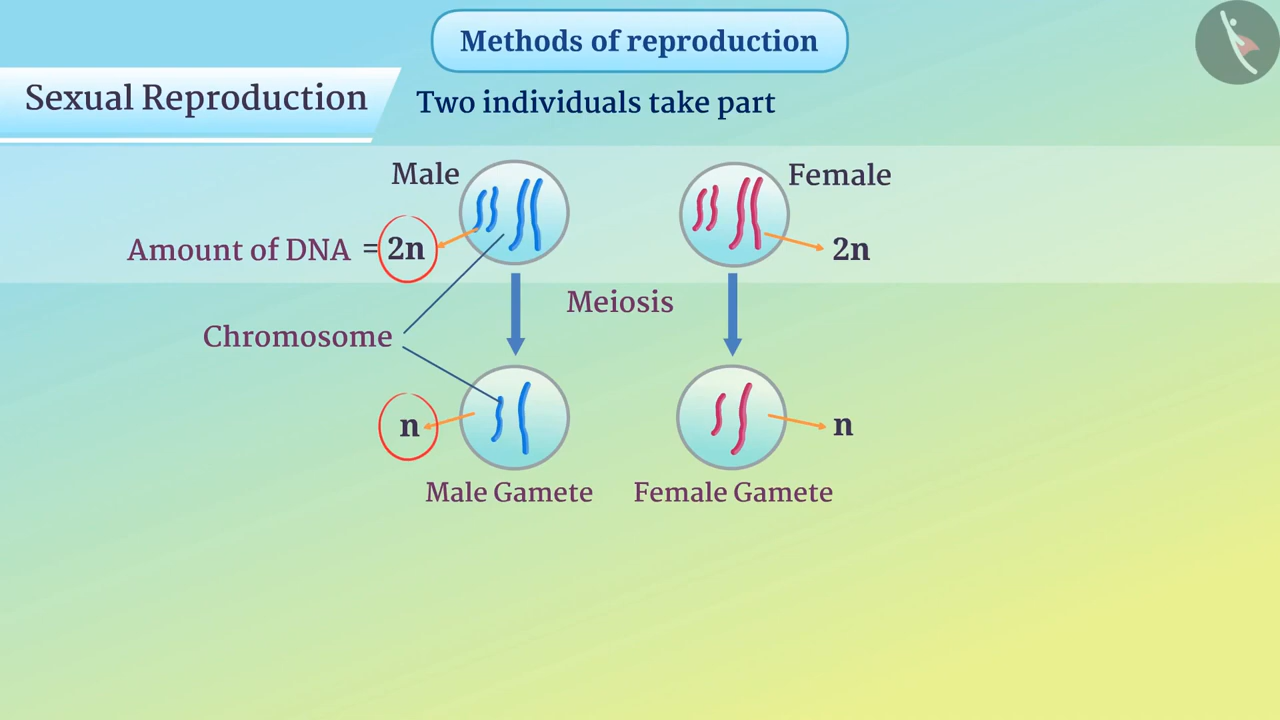 Methods of reproduction
Sexual Reproduction
Two individuals take part
Male
Female
Amount of DNA = 2n
2n
Meiosis
Chromosome
n
n
Male Gamete
Female Gamete